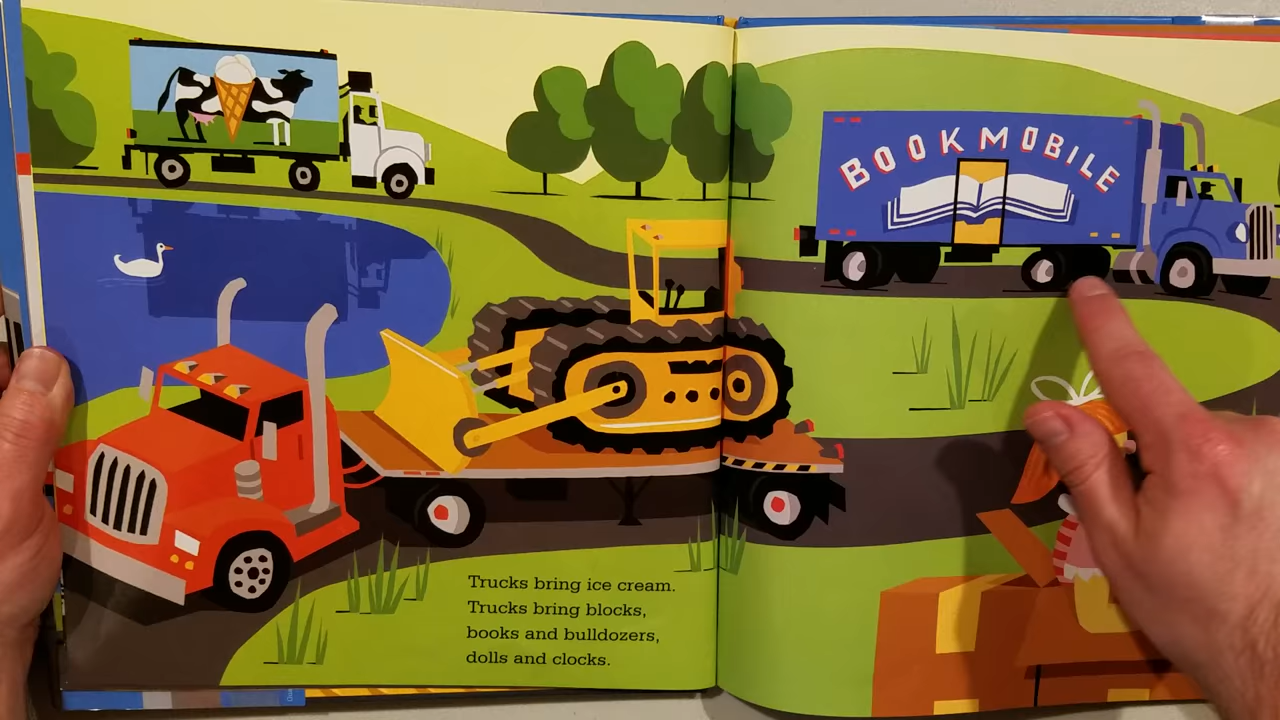 BOOKMOBILE
Trucks bring ice cream.
Trucks bring blocks,
books and bulldozers,
dolls and clocks.